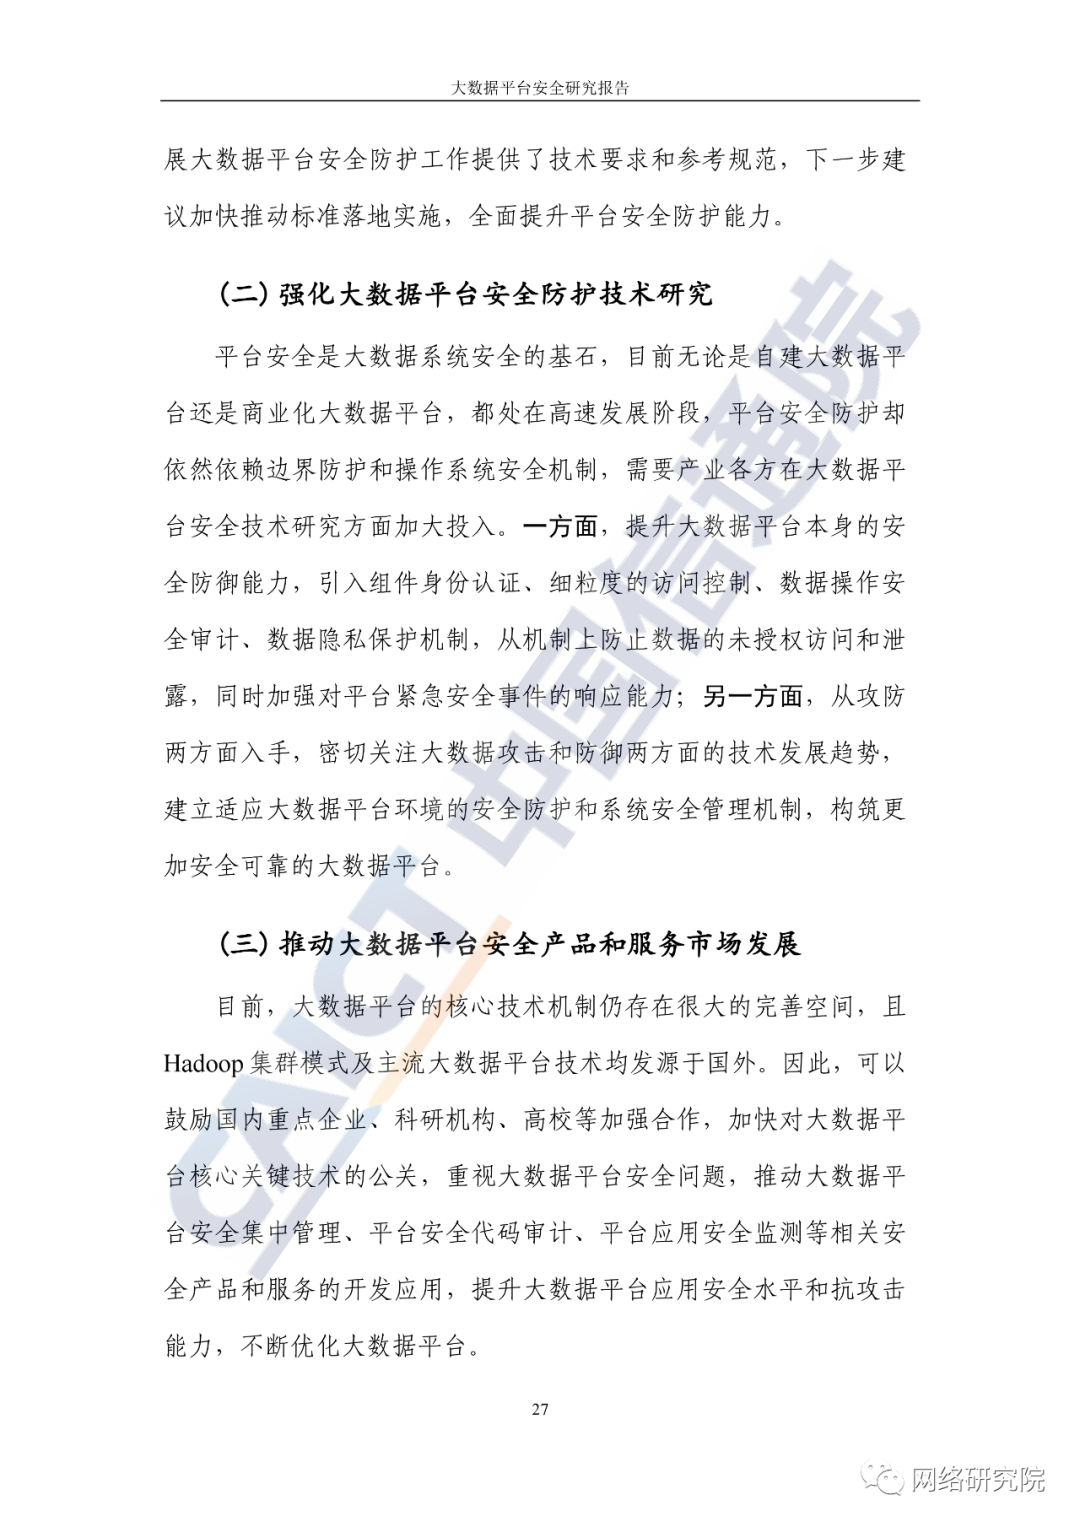 大数据平台安全研究报告
展大数据平台安全防护工作提供了技术要求和参考规范，下一步建
议加快推动标准落地实施，全面提升平台安全防护能力。
(二) 强化大数据平台安全防护技术研究
平台安全是大数据系统安全的基石，目前无论是自建大数据平
台还是商业化大数据平台，都处在高速发展阶段，平台安全防护却
依然依赖边界防护和操作系统安全机制，需要产业各方在大数据平
台安全技术研究方面加大投入。一方面，提升大数据平台本身的安
全防御能力，引入组件身份认证、细粒度的访问控制、数据操作安
全审计、数据隐私保护机制，从机制上防止数据的未授权访问和泄
露，同时加强对平台紧急安全事件的响应能力；另一方面，从攻防
两方面入手，密切关注大数据攻击和防御两方面的技术发展趋势，
建立适应大数据平台环境的安全防护和系统安全管理机制，构筑更
加安全可靠的大数据平台。
(三) 推动大数据平台安全产品和服务市场发展
目前，大数据平台的核心技术机制仍存在很大的完善空间，且
Hadoop 集群模式及主流大数据平台技术均发源于国外。因此，可以
鼓励国内重点企业、科研机构、高校等加强合作，加快对大数据平
台核心关键技术的公关，重视大数据平台安全问题，推动大数据平
台安全集中管理、平台安全代码审计、平台应用安全监测等相关安
全产品和服务的开发应用，提升大数据平台应用安全水平和抗攻击
能力，不断优化大数据平台。
CAICT 中国信通院
27
网络研究院